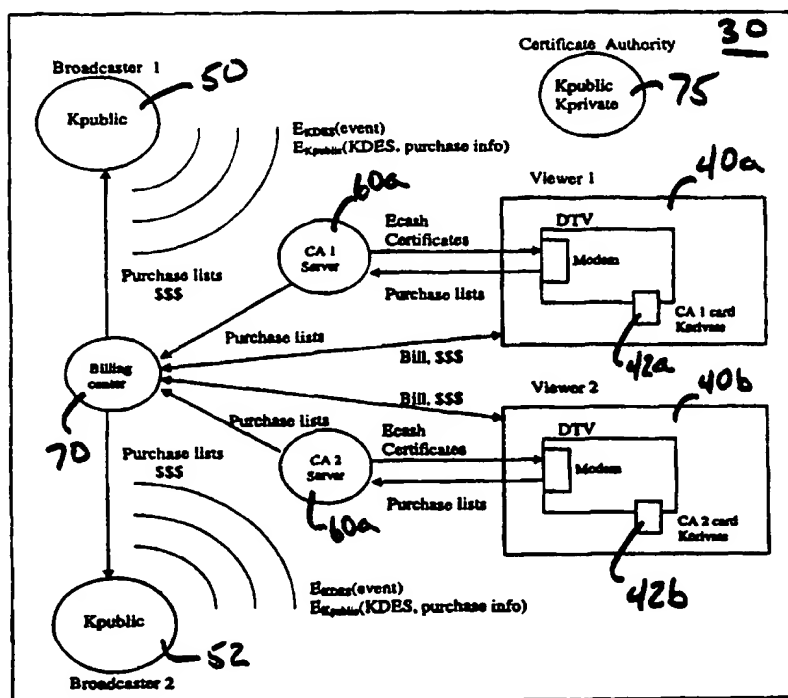 30
Certificate Authority
Kpublic
Kprivate
75
Broadcaster 1
50
Kpublic
EKDES(event)
EKpublic(KDES, purchase info)
60a
Viewer 1
40a
DTV
Modem
CA 1
Server
Ecash
Certificates
Purchase lists
CA 1 card
Kprivate
42a
Purchase lists
$$$
Purchase lists
Bill, $$$
Billing
center
70
Bill, $$$
Viewer 2
40b
Purchase lists
Ecash
Certificates
DTV
Modem
CA 2
Server
Purchase lists
60a
CA 2 card
Kprivate
42b
Purchase lists
$$$
EKDES(event)
EKpublic(KDES, purchase info)
Kpublic
52
Broadcaster 2